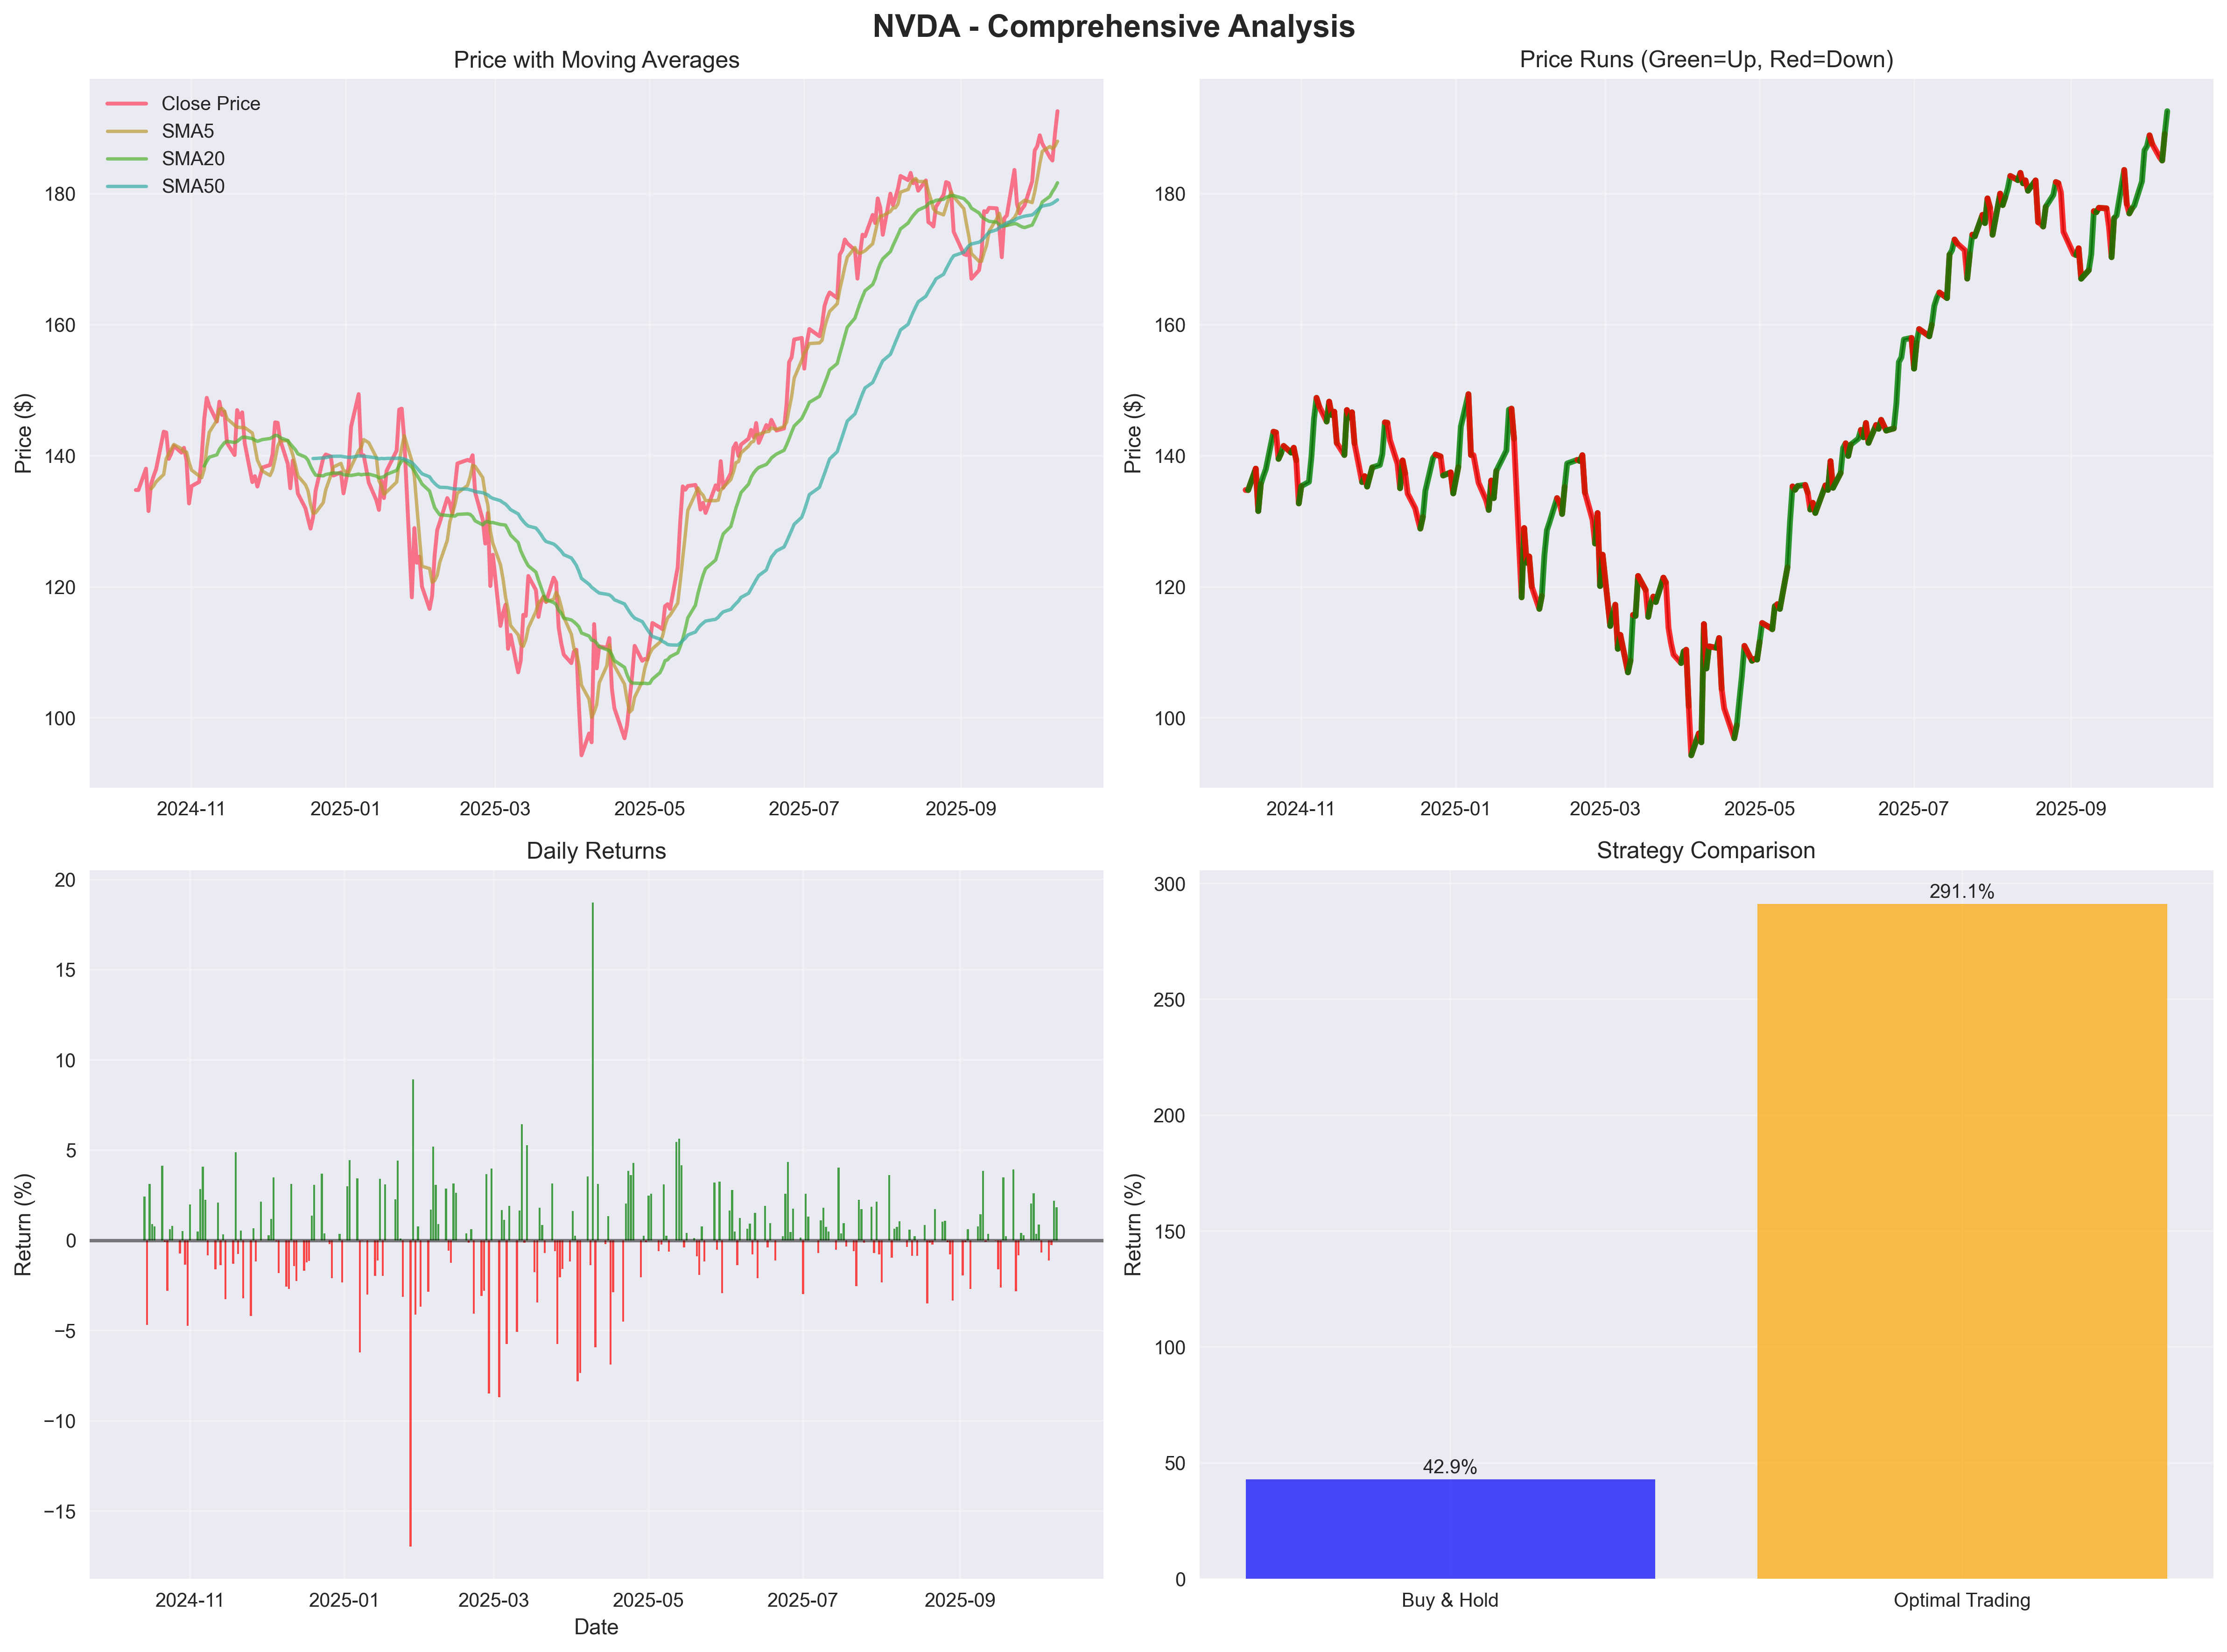 NVDA - Comprehensive Analysis
Price with Moving Averages
Close Price
SMA5
SMA20
SMA50
Price ($)
180
160
140
120
100
2024-11 2025-01 2025-03 2025-05 2025-07 2025-09
Price Runs (Green=Up, Red=Down)
Price ($)
180
160
140
120
100
2024-11 2025-01 2025-03 2025-05 2025-07 2025-09
Daily Returns
Return (%)
20
15
10
5
0
−5
−10
−15
2024-11 2025-01 2025-03 2025-05 2025-07 2025-09
Date
Strategy Comparison
Return (%)
300
250
200
150
100
50
0
291.1%
42.9%
Buy & Hold Optimal Trading